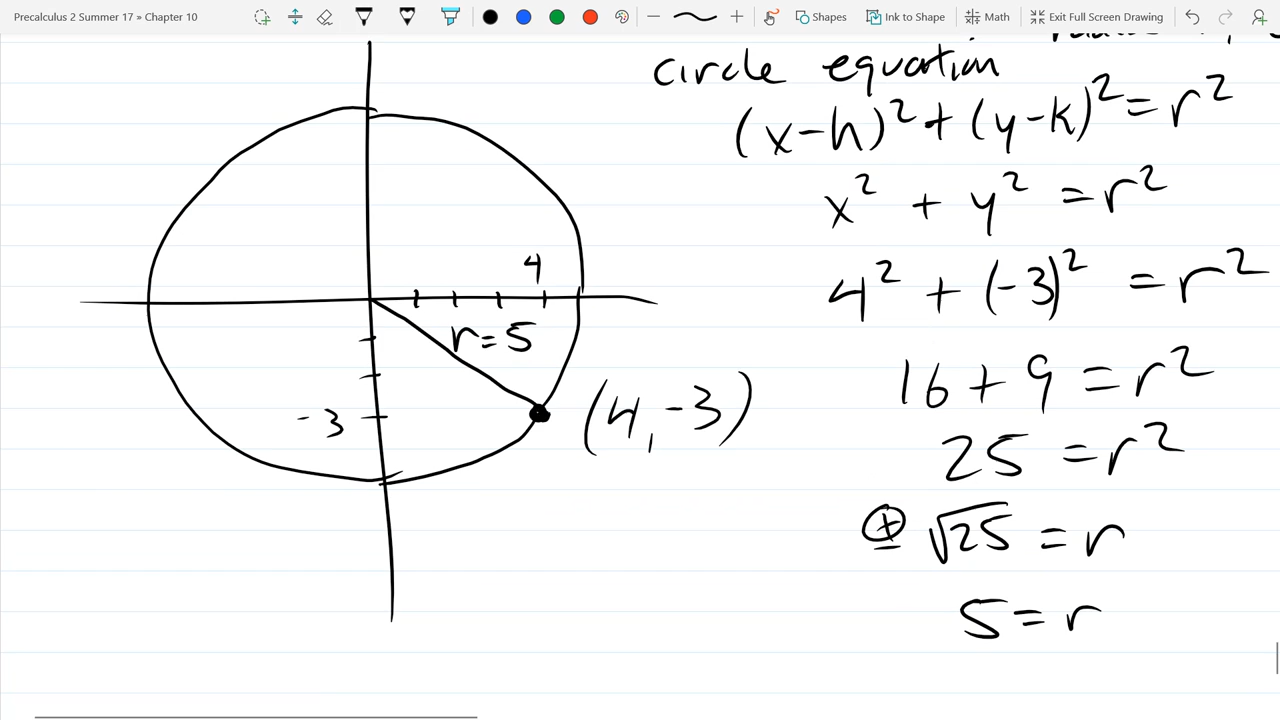 Precalculus 2 Summer 17 » Chapter 10
Shapes
Ink to Shape
Math
Exit Full Screen Drawing
circle equation
(x-h)² + (y-k)² = r²
x² + y² = r²
4² + (-3)² = r²
16 + 9 = r²
25 = r²
± √25 = r
5 = r
4
r = 5
-3
(4, -3)